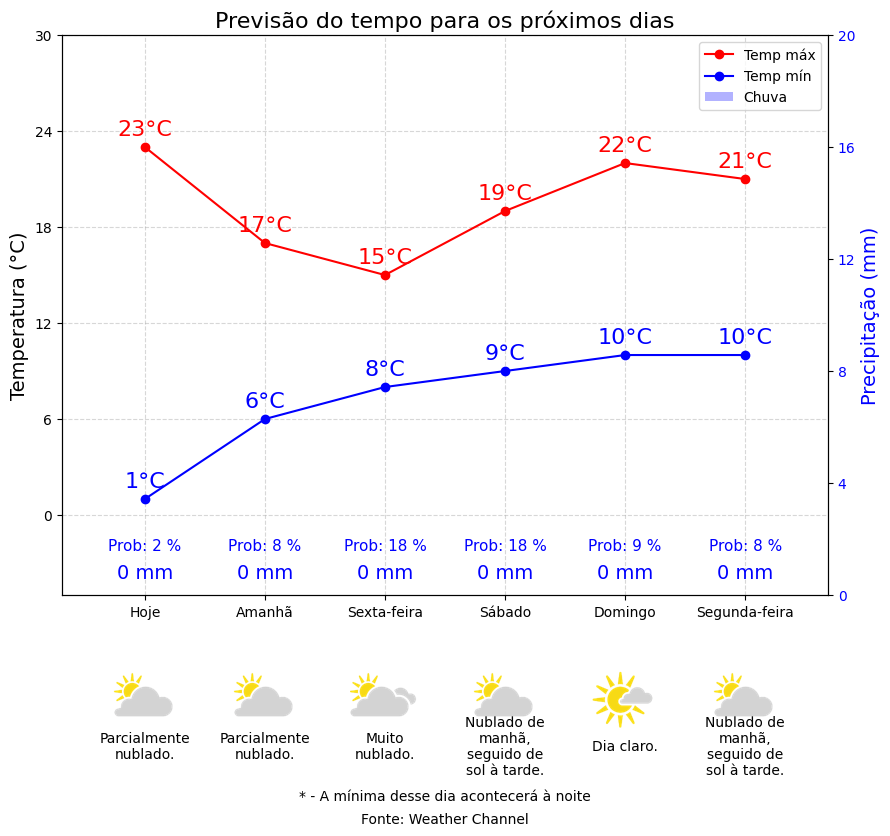 Previsão do tempo para os próximos dias
30
24
18
12
6
0
Temperatura (°C)
20
16
12
8
4
0
Precipitação (mm)
Temp máx
Temp mín
Chuva
23°C
17°C
15°C
19°C
22°C
21°C
1°C
6°C
8°C
9°C
10°C
10°C
Prob: 2 % Prob: 8 % Prob: 18 % Prob: 18 % Prob: 9 % Prob: 8 %
0 mm 0 mm 0 mm 0 mm 0 mm 0 mm
Hoje Amanhã Sexta-feira Sábado Domingo Segunda-feira
Parcialmente
nublado.
Parcialmente
nublado.
Muito
nublado.
Nublado de
manhã,
seguido de
sol à tarde.
Dia claro.
Nublado de
manhã,
seguido de
sol à tarde.
* - A mínima desse dia acontecerá à noite
Fonte: Weather Channel